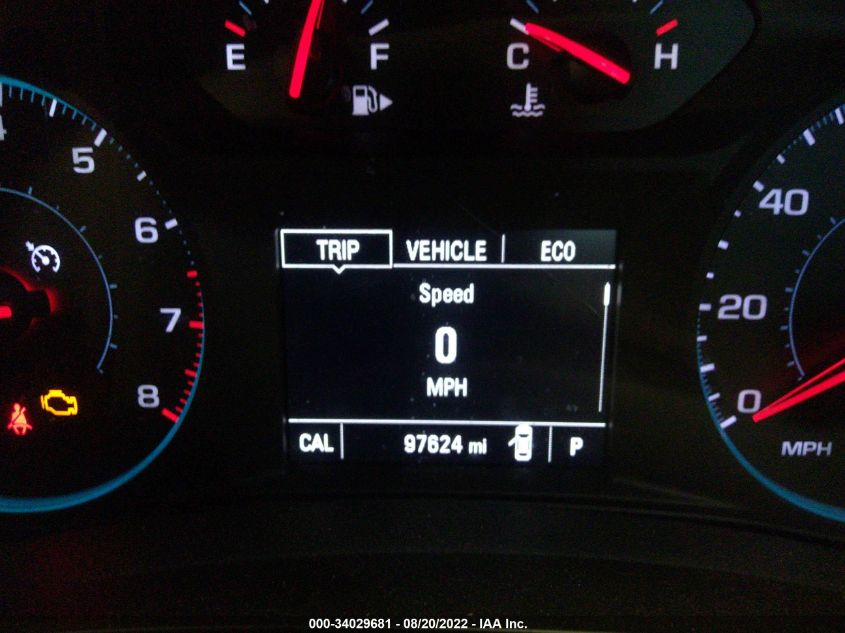 E F C H
4
5
6
7
8
TRIP VEHICLE ECO
Speed
0
MPH
CAL 97624 mi P
40
20
0
MPH
000-34029681 - 08/20/2022 - IAA Inc.